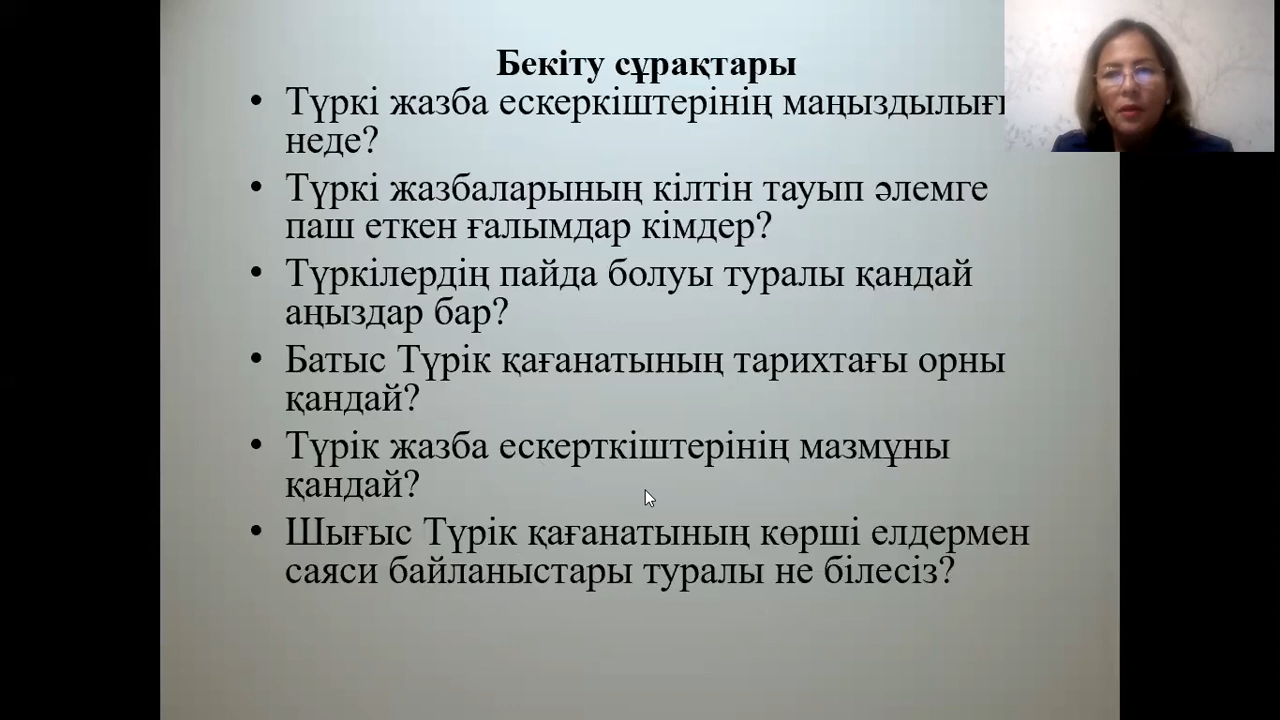 Бекіту сұрақтары
• Түркі жазба ескеркіштерінің маңыздылығы
неде?
• Түркі жазбаларының кілтін тауып әлемге
паш еткен ғалымдар кімдер?
• Түркілердің пайда болуы туралы қандай
аңыздар бар?
• Батыс Түрік қағанатының тарихтағы орны
қандай?
• Түрік жазба ескерткіштерінің мазмұны
қандай?
• Шығыс Түрік қағанатының көрші елдермен
саяси байланыстары туралы не білесіз?